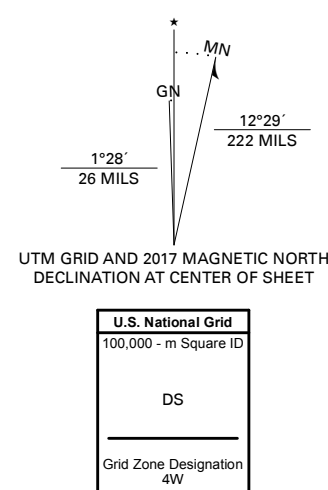 ★
MN
GN
12°29´
222 MILS
1°28´
26 MILS
UTM GRID AND 2017 MAGNETIC NORTH
DECLINATION AT CENTER OF SHEET
U.S. National Grid
100,000 - m Square ID
DS
Grid Zone Designation
4W